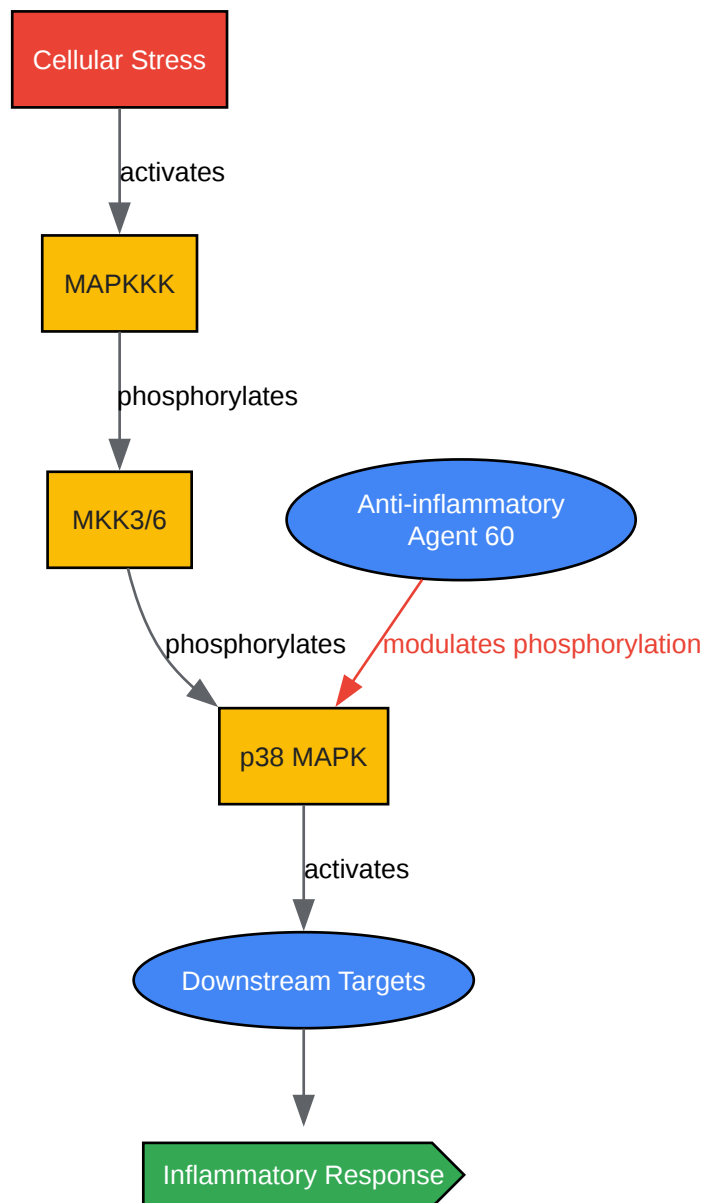 Cellular Stress
activates
MAPKKK
phosphorylates
MKK3/6
Anti-inflammatory
Agent 60
phosphorylates
modulates phosphorylation
p38 MAPK
activates
Downstream Targets
Inflammatory Response